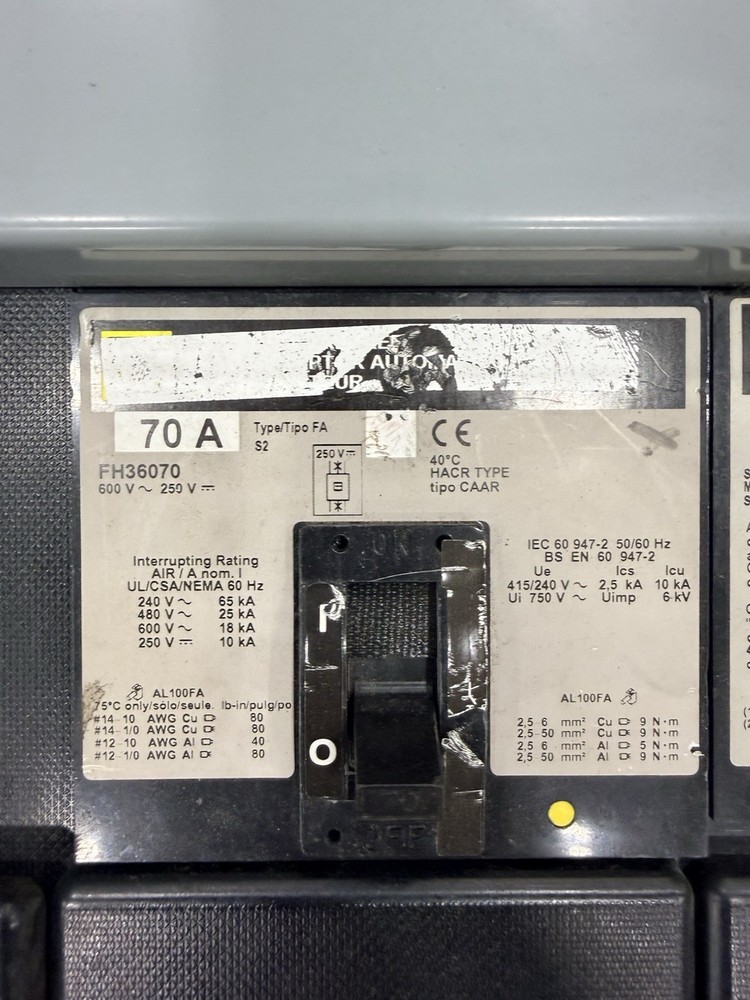 70 A
Type/Tipo FA
S2
FH36070
600 V ~ 250 V ⎓
250 V ⎓
CE
40°C
HACR TYPE
tipo CAAR
ON
I
O
OFF
Interrupting Rating
AIR / A nom. I
UL/CSA/NEMA 60 Hz
240 V ~ 65 kA
480 V ~ 25 kA
600 V ~ 18 kA
250 V ⎓ 10 kA
AL100FA
75°C only/sólo/seule. lb-in/pulg/po
#14-10 AWG Cu 80
#14-1/0 AWG Cu 80
#12-10 AWG Al 40
#12-1/0 AWG Al 80
IEC 60 947-2 50/60 Hz
BS EN 60 947-2
Ue Ics Icu
415/240 V ~ 2,5 kA 10 kA
Ui 750 V ~ Uimp 6 kV
AL100FA
2,5-6 mm² Cu 9 N·m
2,5-50 mm² Cu 9 N·m
2,5-6 mm² Al 5 N·m
2,5-50 mm² Al 9 N·m